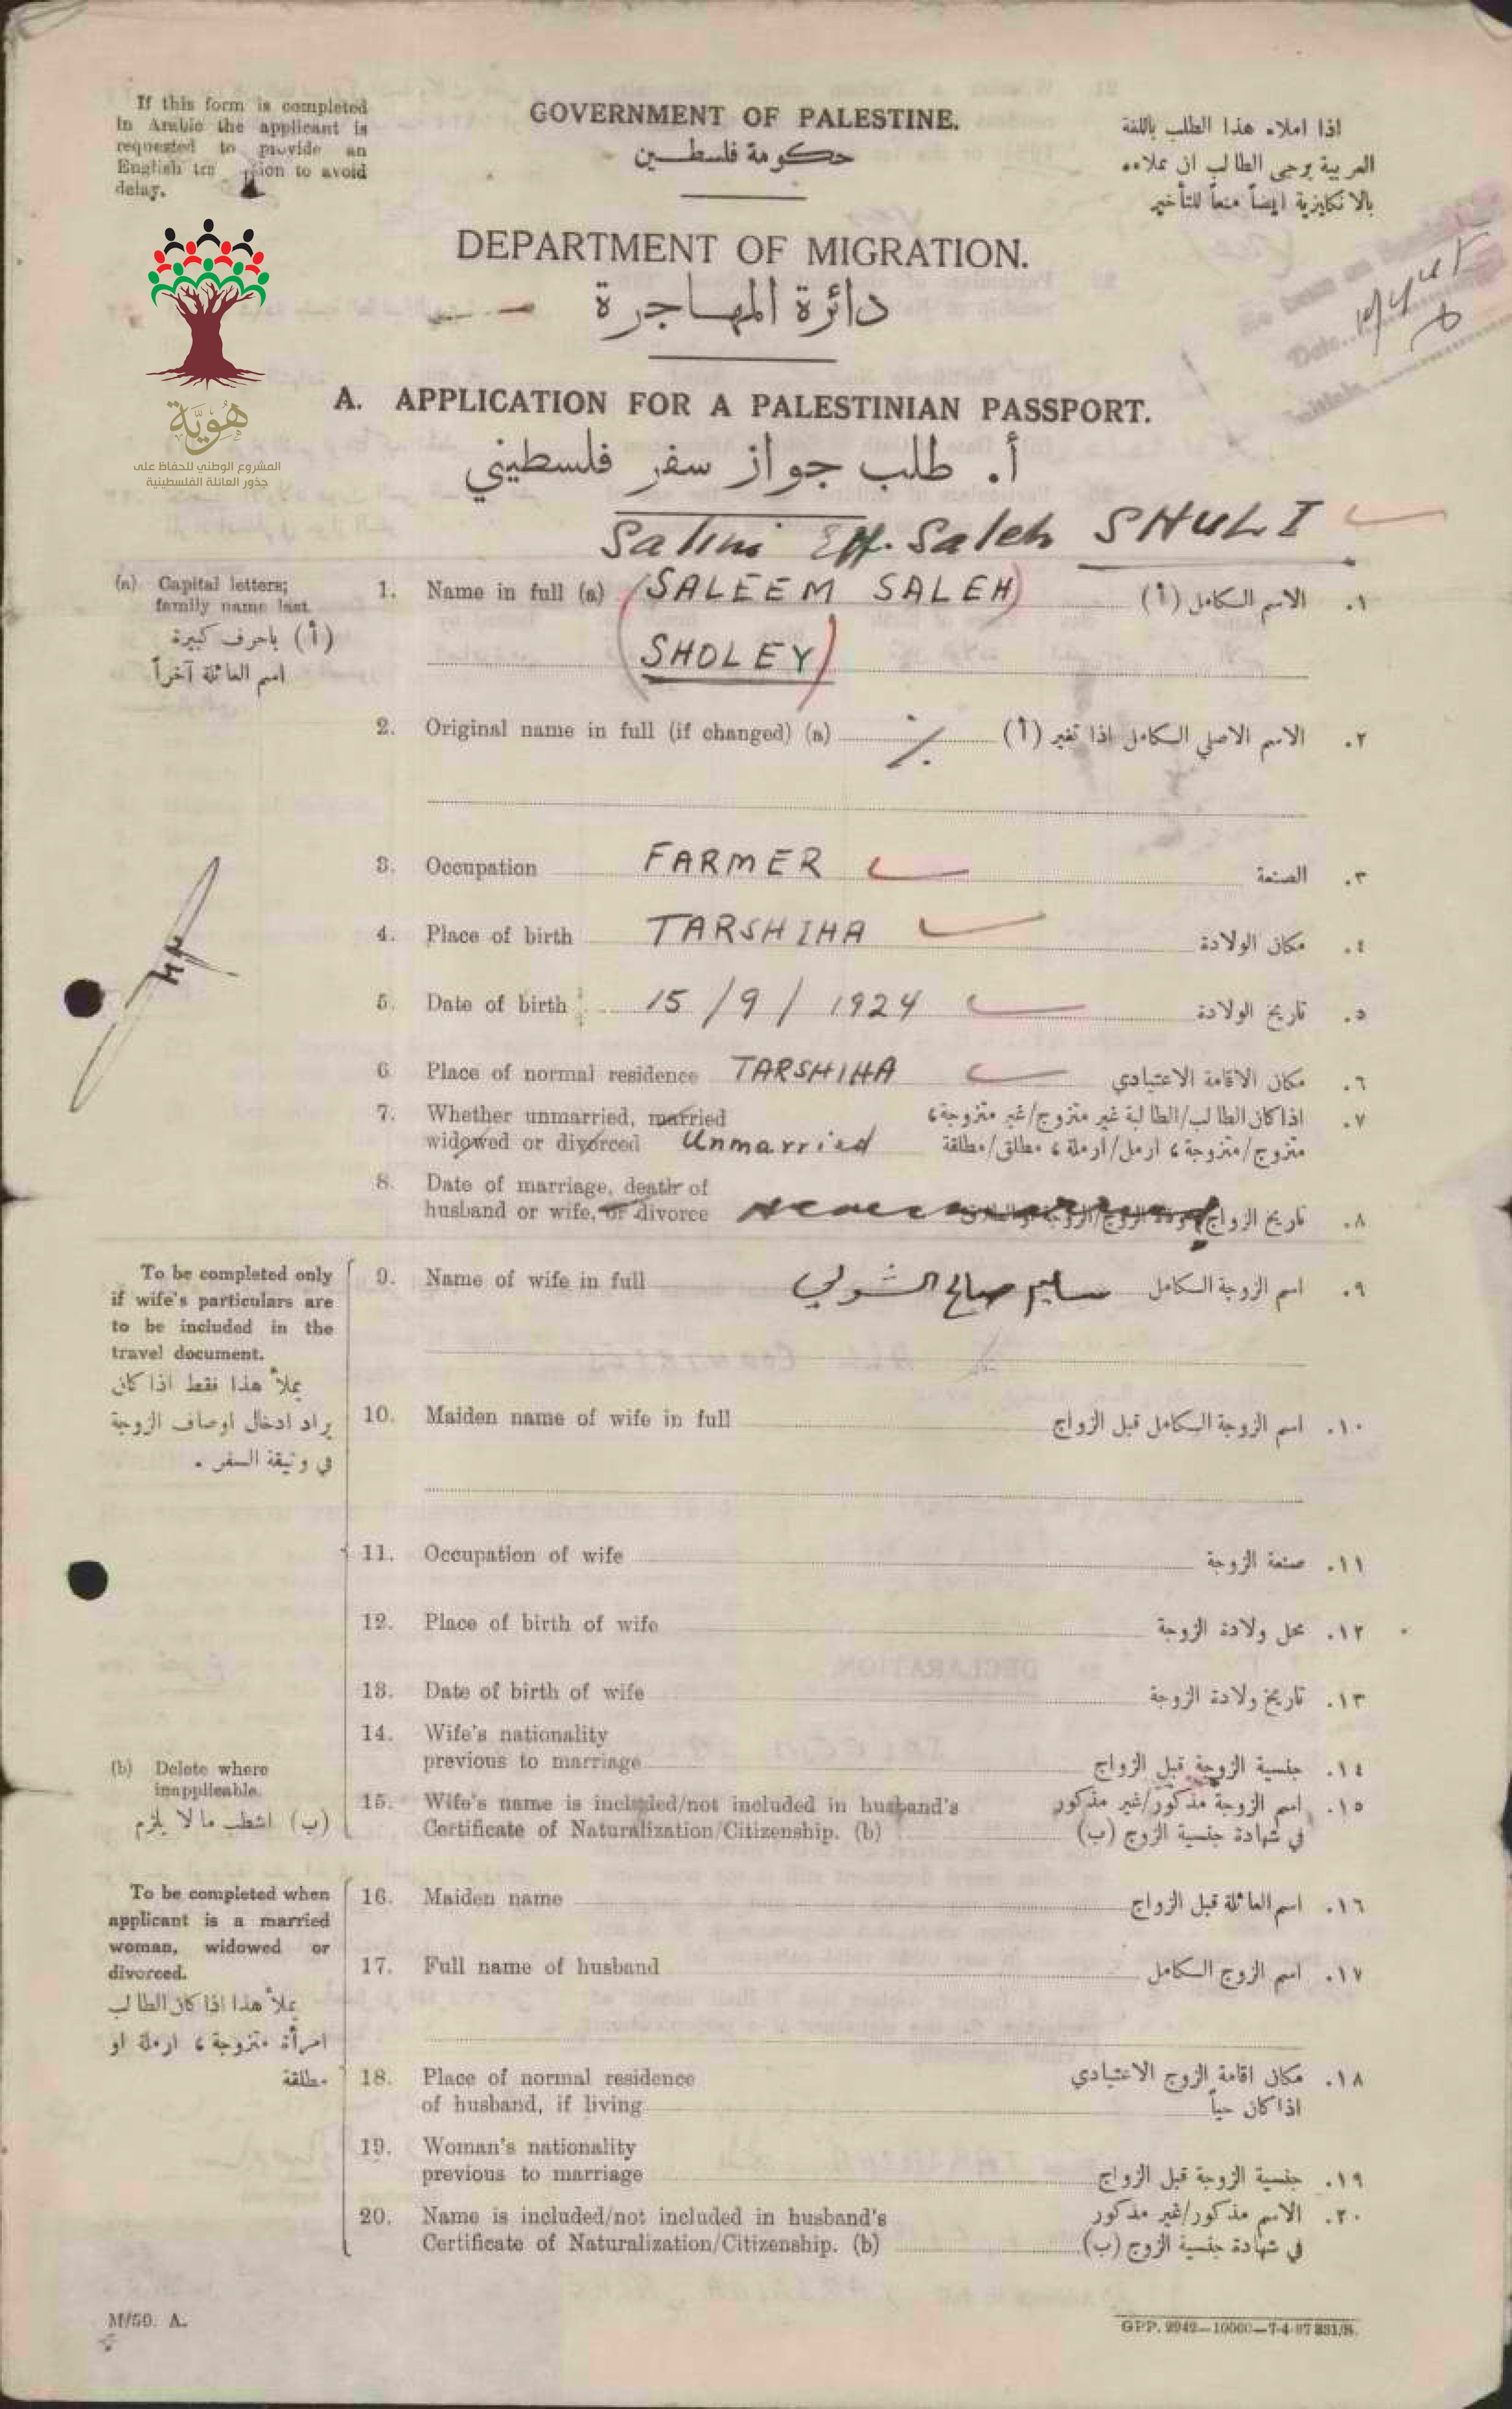 If this form is completed
in Arabic the applicant is
requested to provide an
English to avoid
delay.
GOVERNMENT OF PALESTINE.
حكومة فلسطين
اذا املاء هذا الطلب باللغة
العربية يرجى الطالب ان يملاءه
بالانكليزية ايضاً منعاً للتأخير
DEPARTMENT OF MIGRATION.
دائرة المهاجرة
Date..
Initials
هُوِيَّة
المشروع الوطني للحفاظ على
جذور العائلة الفلسطينية
A. APPLICATION FOR A PALESTINIAN PASSPORT.
أ. طلب جواز سفر فلسطيني
Salim Eff. Saleh SHULI
(a) Capital letters;
family name last.
(أ) باحرف كبيرة
اسم العائلة آخراً
1. Name in full (a) (SALEEM SALEH) الاسم الكامل (أ) .١
(SHOLEY)
2. Original name in full (if changed) (a) ./. الاسم الاصلي الكامل اذا تغير (أ) .٢
3. Occupation FARMER الصنعة .٣
4. Place of birth TARSHIHA مكان الولادة .٤
5. Date of birth 15/9/1924 تاريخ الولادة .٥
6 Place of normal residence TARSHIHA مكان الاقامة الاعتيادي .٦
7. Whether unmarried, married اذا كان الطالب/الطالبة غير متزوج/غير متزوجة، .٧
widowed or divorced Unmarried متزوج/متزوجة، ارمل/ارملة، مطلق/مطلقة
8. Date of marriage, death of
husband or wife, or divorce تاريخ الزواج .٨
To be completed only
if wife's particulars are
to be included in the
travel document.
يملأ هذا فقط اذا كان
يراد ادخال اوصاف الزوجة
في وثيقة السفر .
9. Name of wife in full سليم صالح الشولي اسم الزوجة الكامل .٩
10. Maiden name of wife in full اسم الزوجة الكامل قبل الزواج .١٠
11. Occupation of wife صنعة الزوجة .١١
12. Place of birth of wife محل ولادة الزوجة .١٢
13. Date of birth of wife تاريخ ولادة الزوجة .١٣
14. Wife's nationality
previous to marriage جنسية الزوجة قبل الزواج .١٤
(b) Delete where
inapplicable.
(ب) اشطب ما لا يلزم
15. Wife's name is included/not included in husband's اسم الزوجة مذكور/غير مذكور .١٥
Certificate of Naturalization/Citizenship. (b) في شهادة جنسية الزوج (ب)
To be completed when
applicant is a married
woman, widowed or
divorced.
يملأ هذا اذا كان الطالب
امرأة متزوجة، ارملة او
مطلقة
16. Maiden name اسم العائلة قبل الزواج .١٦
17. Full name of husband اسم الزوج الكامل .١٧
18. Place of normal residence مكان اقامة الزوج الاعتيادي .١٨
of husband, if living اذا كان حياً
19. Woman's nationality
previous to marriage جنسية الزوجة قبل الزواج .١٩
20. Name is included/not included in husband's الاسم مذكور/غير مذكور .٢٠
Certificate of Naturalization/Citizenship. (b) في شهادة جنسية الزوج (ب)
M/50. A.
GPP. 2942—10000—7-4-37 331/S.